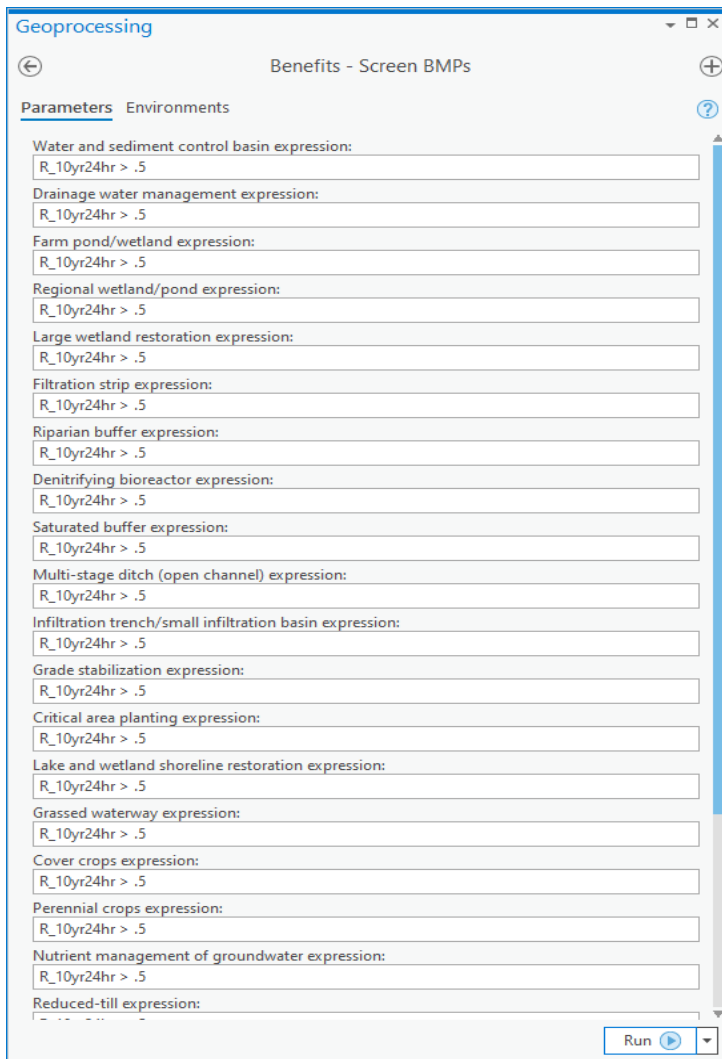 Geoprocessing
Benefits - Screen BMPs
Parameters Environments
Water and sediment control basin expression:
R_10yr24hr > .5
Drainage water management expression:
R_10yr24hr > .5
Farm pond/wetland expression:
R_10yr24hr > .5
Regional wetland/pond expression:
R_10yr24hr > .5
Large wetland restoration expression:
R_10yr24hr > .5
Filtration strip expression:
R_10yr24hr > .5
Riparian buffer expression:
R_10yr24hr > .5
Denitrifying bioreactor expression:
R_10yr24hr > .5
Saturated buffer expression:
R_10yr24hr > .5
Multi-stage ditch (open channel) expression:
R_10yr24hr > .5
Infiltration trench/small infiltration basin expression:
R_10yr24hr > .5
Grade stabilization expression:
R_10yr24hr > .5
Critical area planting expression:
R_10yr24hr > .5
Lake and wetland shoreline restoration expression:
R_10yr24hr > .5
Grassed waterway expression:
R_10yr24hr > .5
Cover crops expression:
R_10yr24hr > .5
Perennial crops expression:
R_10yr24hr > .5
Nutrient management of groundwater expression:
R_10yr24hr > .5
Reduced-till expression:
Run